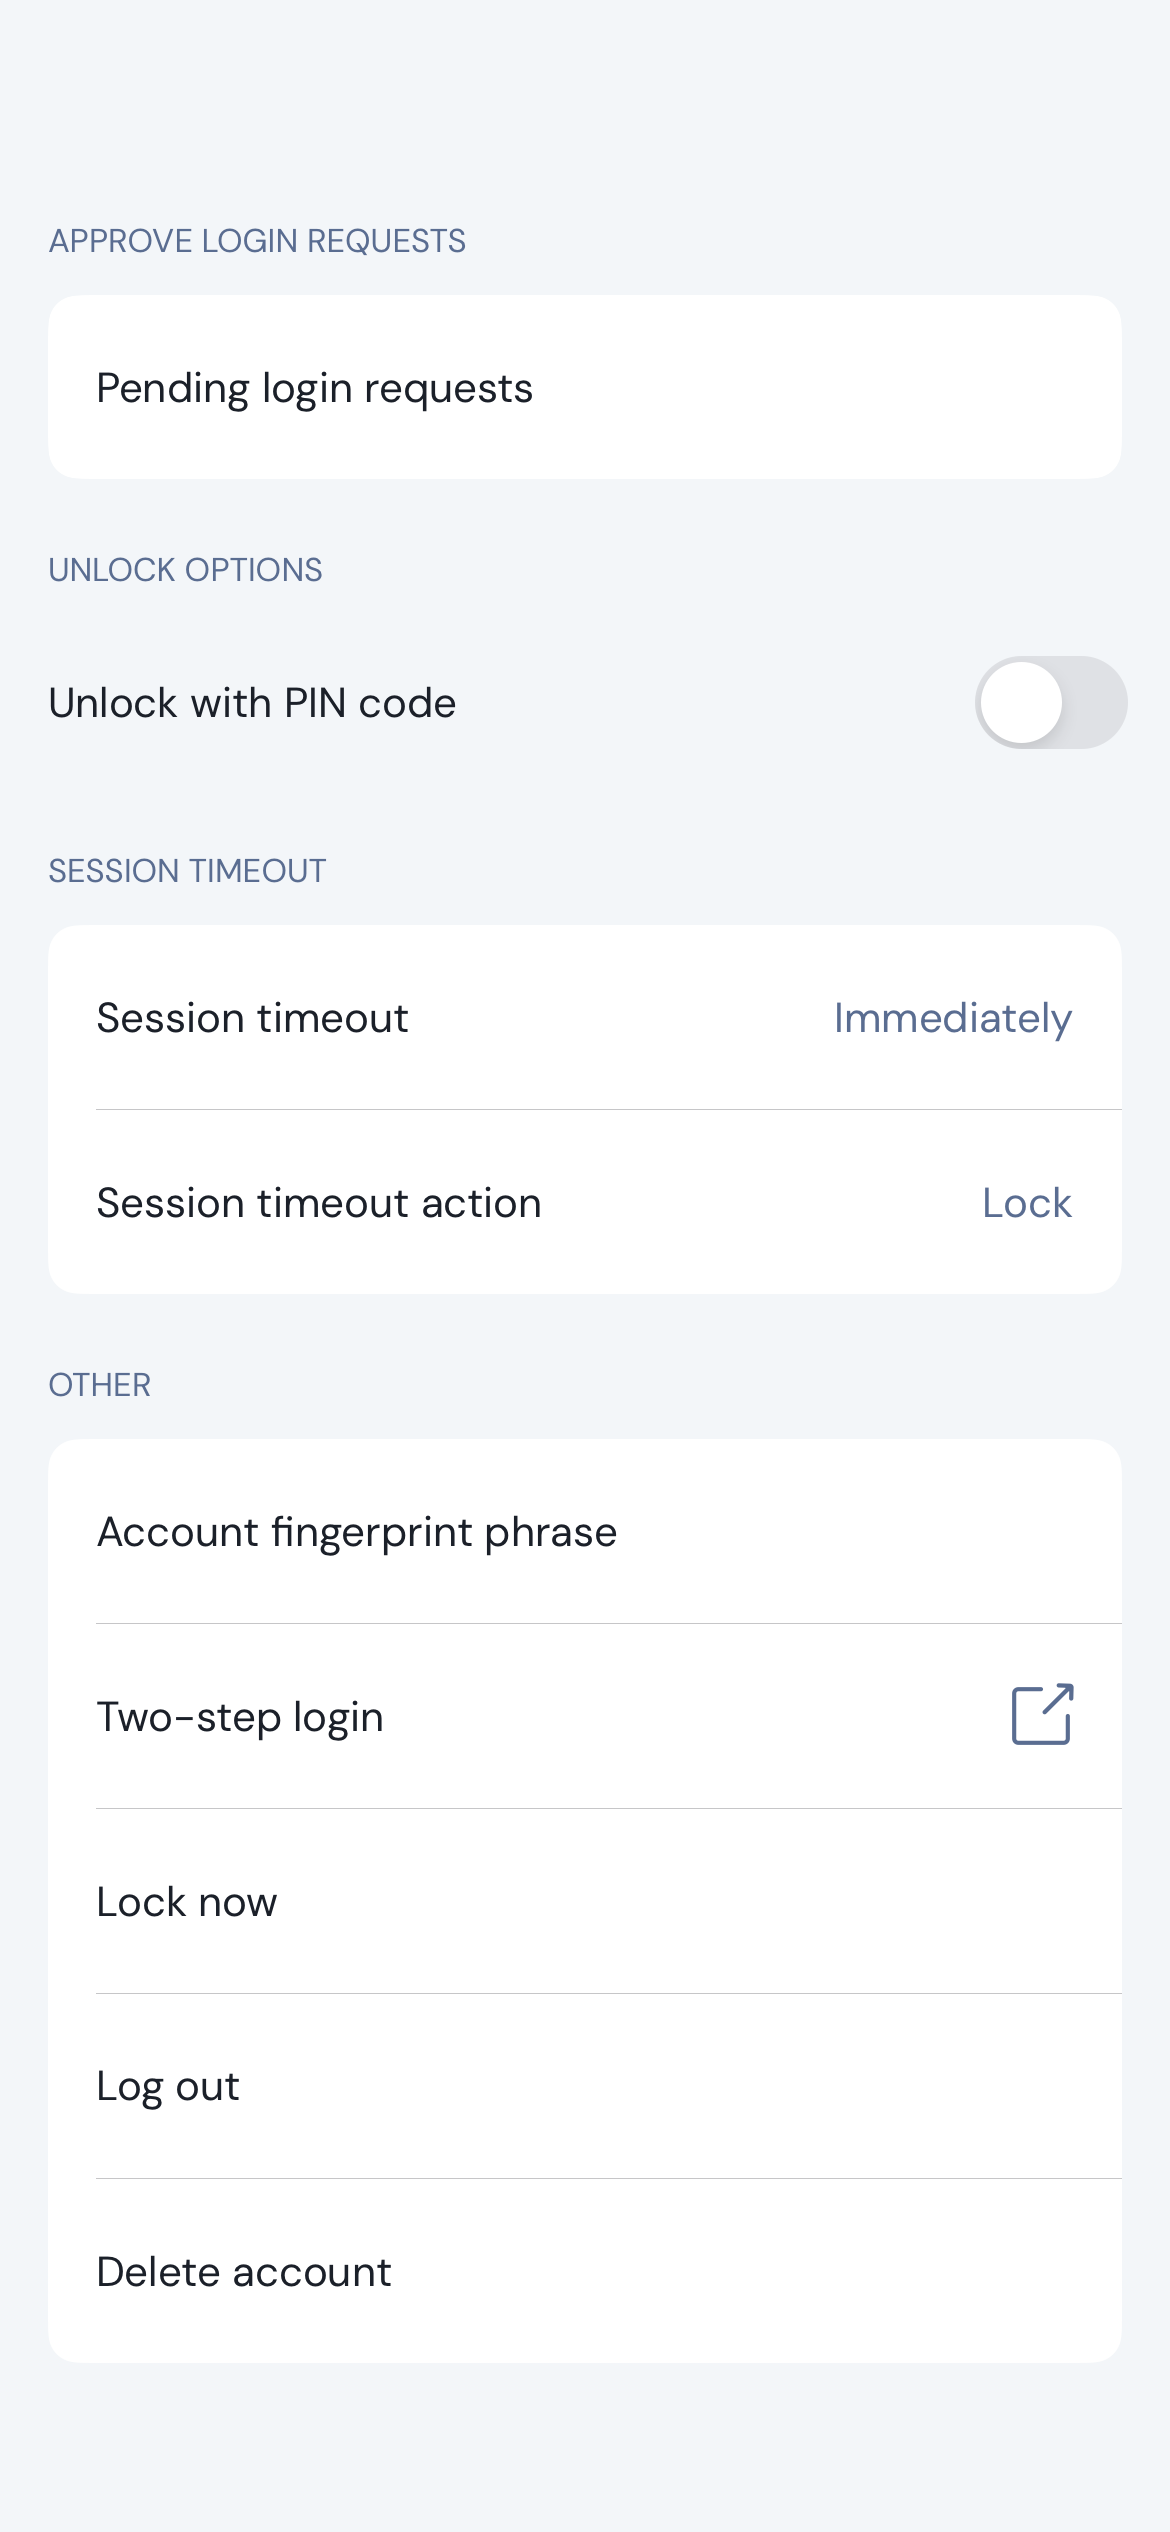 APPROVE LOGIN REQUESTS
Pending login requests
UNLOCK OPTIONS
Unlock with PIN code
SESSION TIMEOUT
Session timeout Immediately
Session timeout action Lock
OTHER
Account fingerprint phrase
Two-step login
Lock now
Log out
Delete account